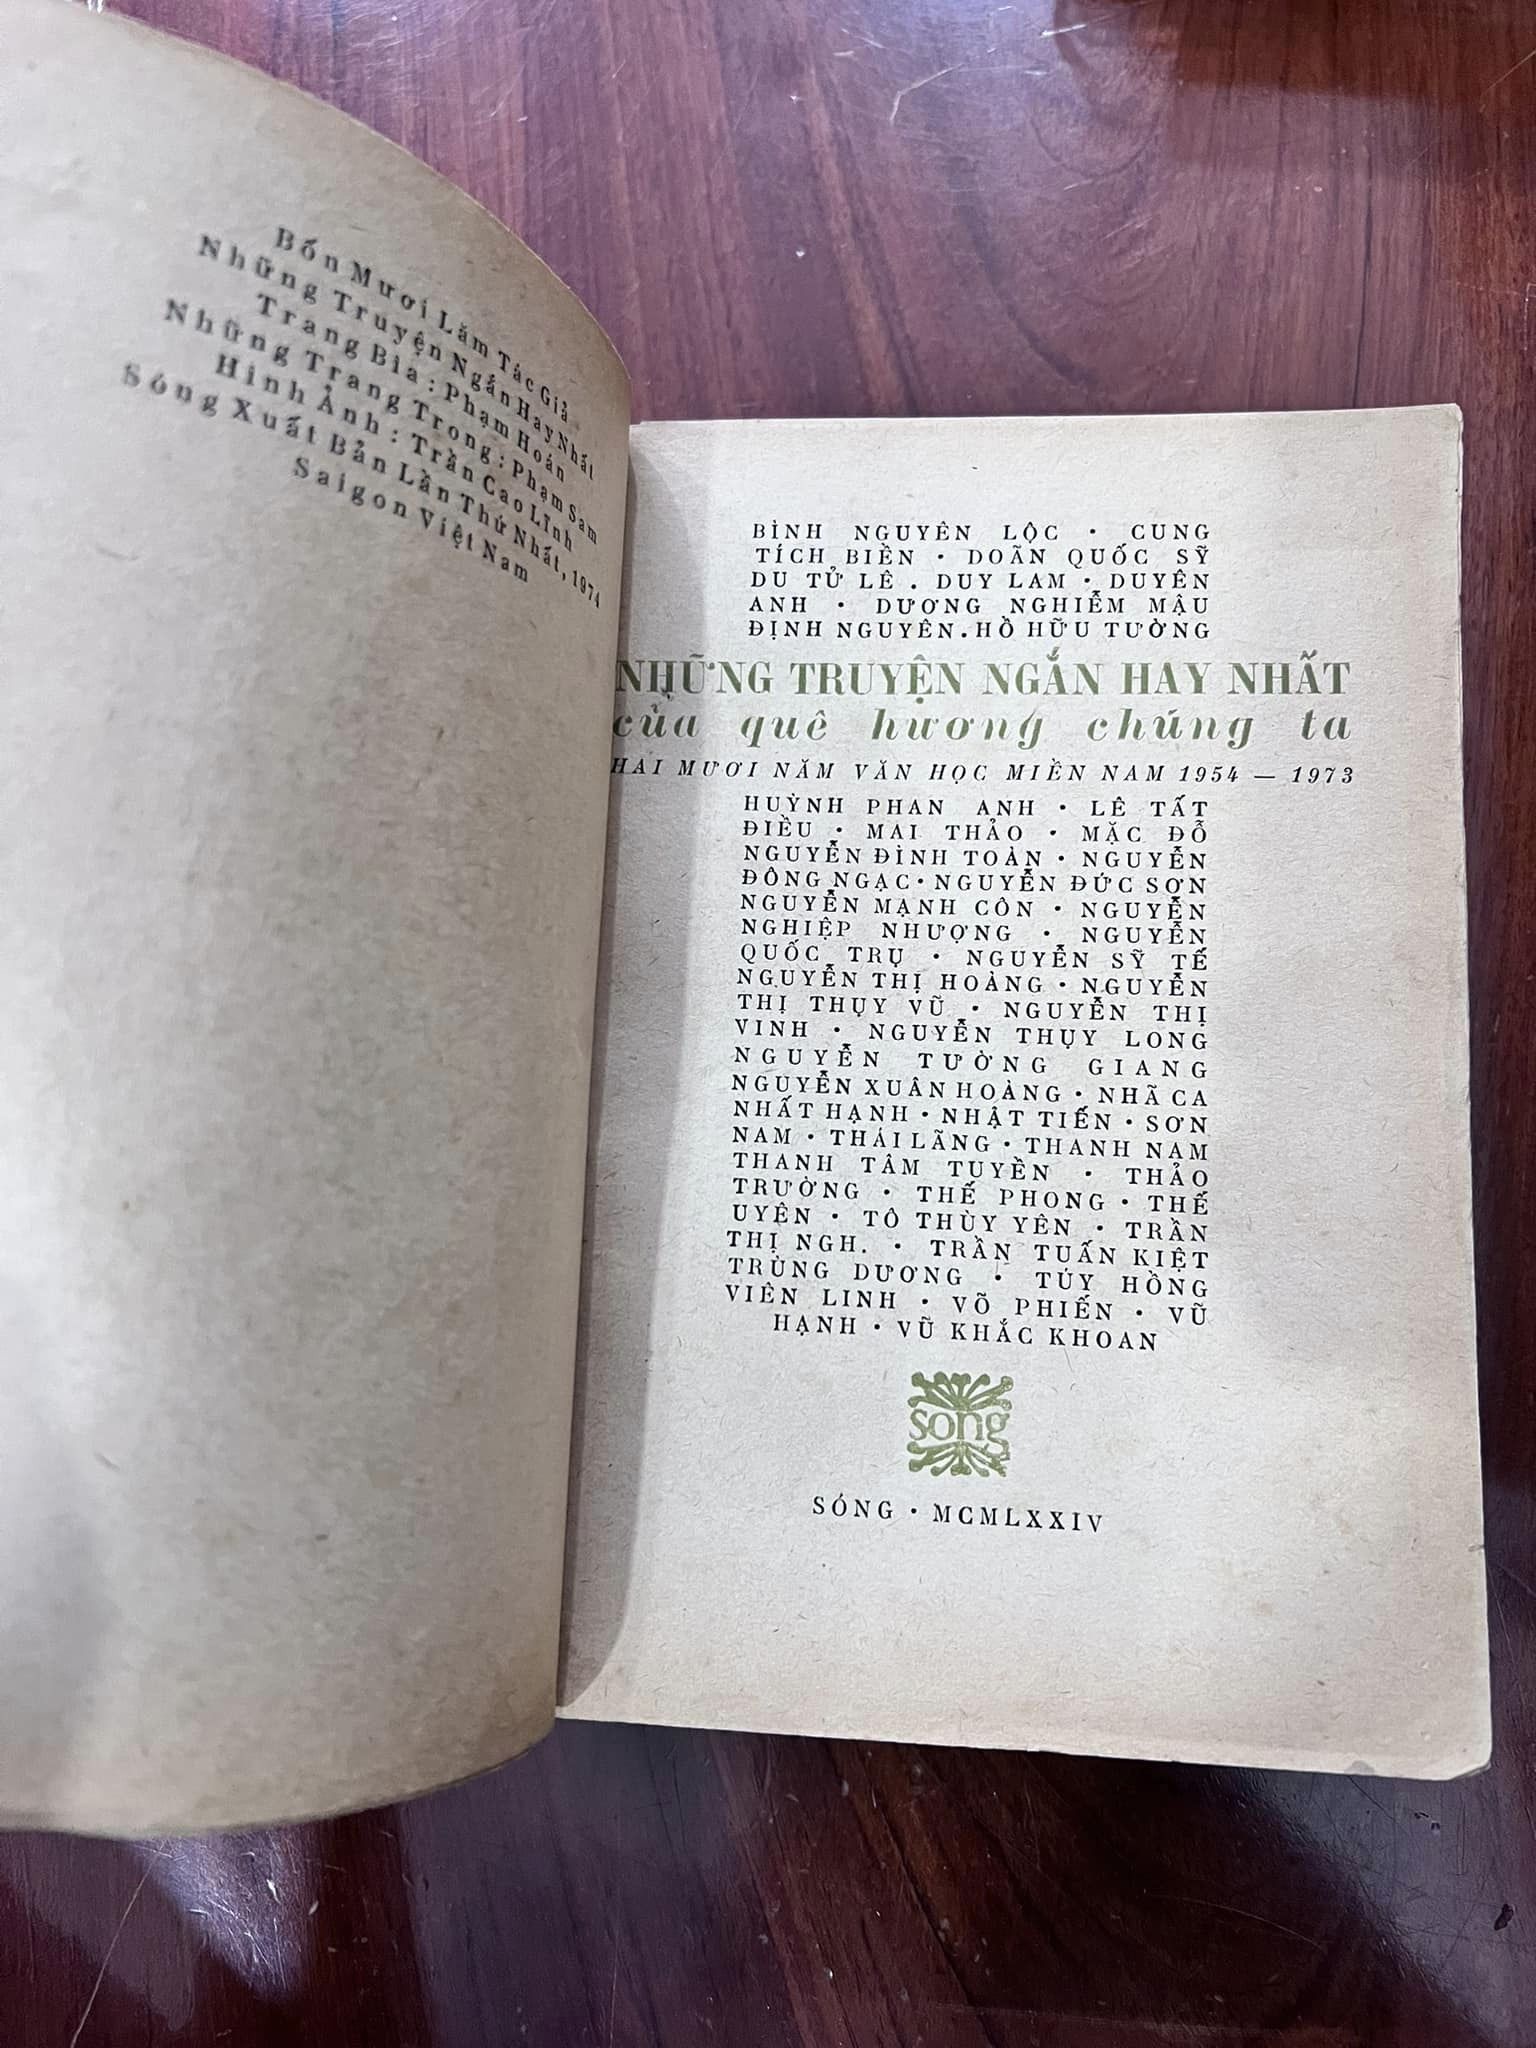 Bốn Mươi Lăm Tác Giả
Những Truyện Ngắn Hay Nhất
Trang Bìa : Phạm Hoán
Những Trang Trong : Phạm Sam
Hình Ảnh : Trần Cao Lĩnh
Sóng Xuất Bản Lần Thứ Nhất, 1974
Saigon Việt Nam
BÌNH NGUYÊN LỘC • CUNG
TÍCH BIỀN • DOÃN QUỐC SỸ
DU TỬ LÊ . DUY LAM • DUYÊN
ANH • DƯƠNG NGHIỄM MẬU
ĐỊNH NGUYÊN . HỒ HỮU TƯỜNG
NHỮNG TRUYỆN NGẮN HAY NHẤT
của quê hương chúng ta
HAI MƯƠI NĂM VĂN HỌC MIỀN NAM 1954 — 1973
HUỲNH PHAN ANH • LÊ TẤT
ĐIỀU • MAI THẢO • MẶC ĐỖ
NGUYỄN ĐÌNH TOÀN • NGUYỄN
ĐÔNG NGẠC • NGUYỄN ĐỨC SƠN
NGUYỄN MẠNH CÔN • NGUYỄN
NGHIỆP NHƯỢNG • NGUYỄN
QUỐC TRỤ • NGUYỄN SỸ TẾ
NGUYỄN THỊ HOÀNG • NGUYỄN
THỊ THỤY VŨ • NGUYỄN THỊ
VINH • NGUYỄN THỤY LONG
NGUYỄN TƯỜNG GIANG
NGUYỄN XUÂN HOÀNG • NHÃ CA
NHẤT HẠNH • NHẬT TIẾN • SƠN
NAM • THÁI LÃNG • THANH NAM
THANH TÂM TUYỀN • THẢO
TRƯỜNG • THẾ PHONG • THẾ
UYÊN • TÔ THÙY YÊN • TRẦN
THỊ NGH. • TRẦN TUẤN KIỆT
TRÙNG DƯƠNG • TÚY HỒNG
VIÊN LINH • VÕ PHIẾN • VŨ
HẠNH • VŨ KHẮC KHOAN
song
SÓNG • MCMLXXIV